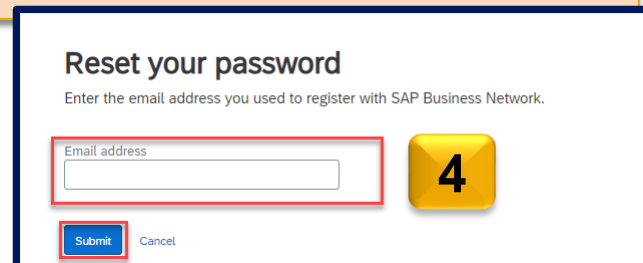 Reset your password
Enter the email address you used to register with SAP Business Network.
Email address
4
Submit Cancel